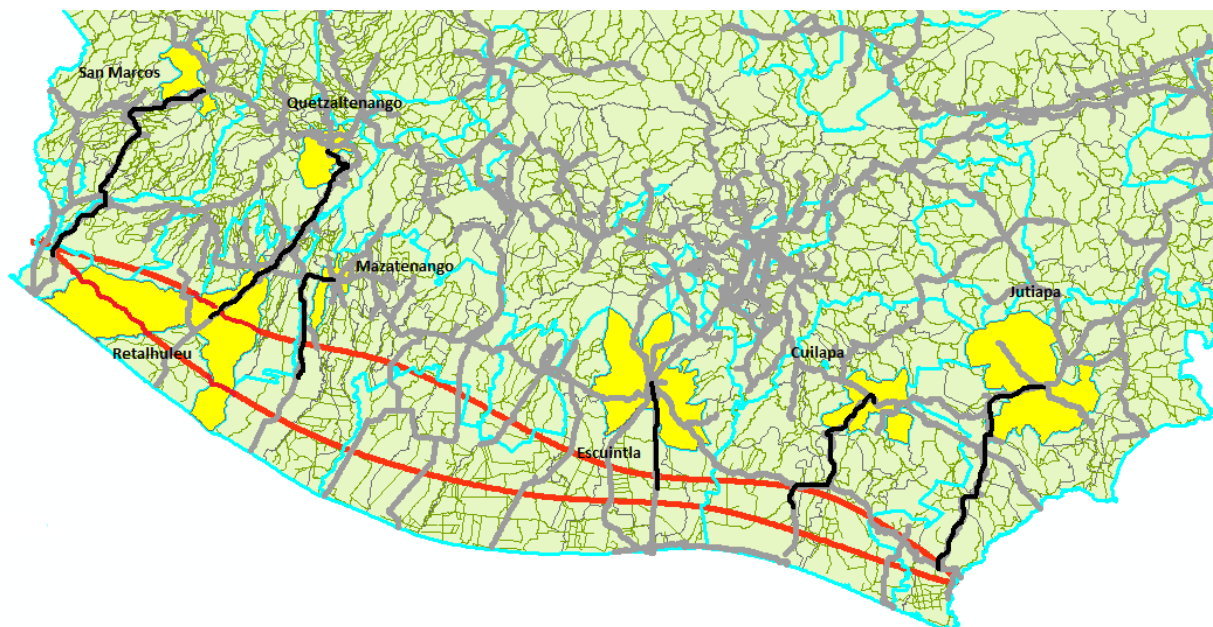 San Marcos
Quetzaltenango
Mazatenango
Jutiapa
Retalhuleu
Cuilapa
Escuintla